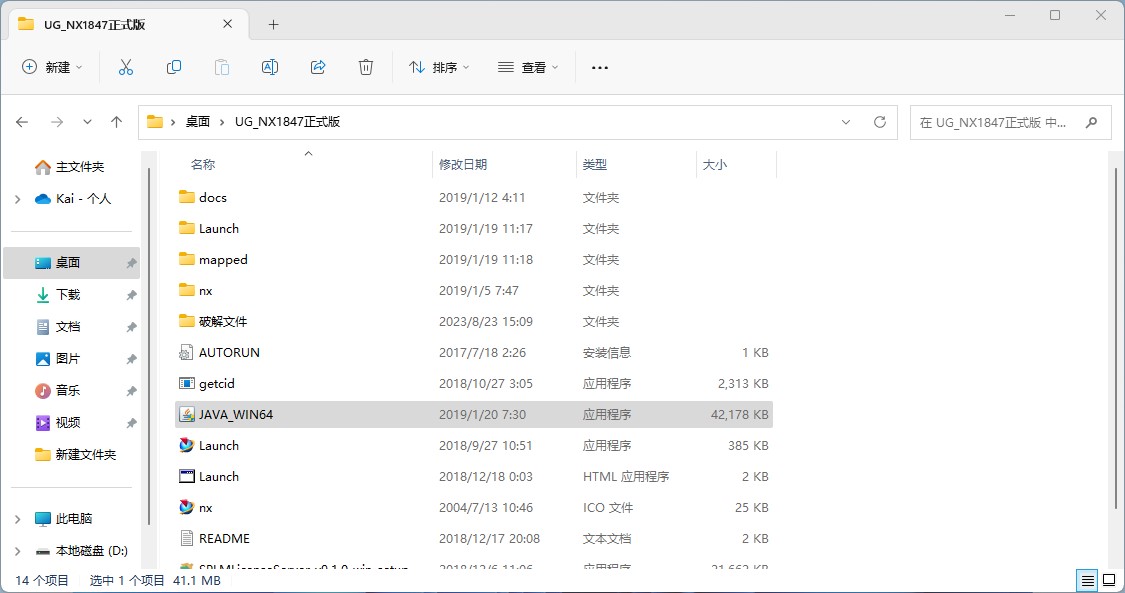 UG_NX1847正式版
新建
排序
查看
桌面 UG_NX1847正式版
在 UG_NX1847正式版 中...
主文件夹
Kai - 个人
桌面
下载
文档
图片
音乐
视频
新建文件夹
此电脑
本地磁盘 (D:)
名称 修改日期 类型 大小
docs 2019/1/12 4:11 文件夹
Launch 2019/1/19 11:17 文件夹
mapped 2019/1/19 11:18 文件夹
nx 2019/1/5 7:47 文件夹
破解文件 2023/8/23 15:09 文件夹
AUTORUN 2017/7/18 2:26 安装信息 1 KB
getcid 2018/10/27 3:05 应用程序 2,313 KB
JAVA_WIN64 2019/1/20 7:30 应用程序 42,178 KB
Launch 2018/9/27 10:51 应用程序 385 KB
Launch 2018/12/18 0:03 HTML 应用程序 2 KB
nx 2004/7/13 10:46 ICO 文件 25 KB
README 2018/12/17 20:08 文本文档 2 KB
14 个项目 选中 1 个项目 41.1 MB